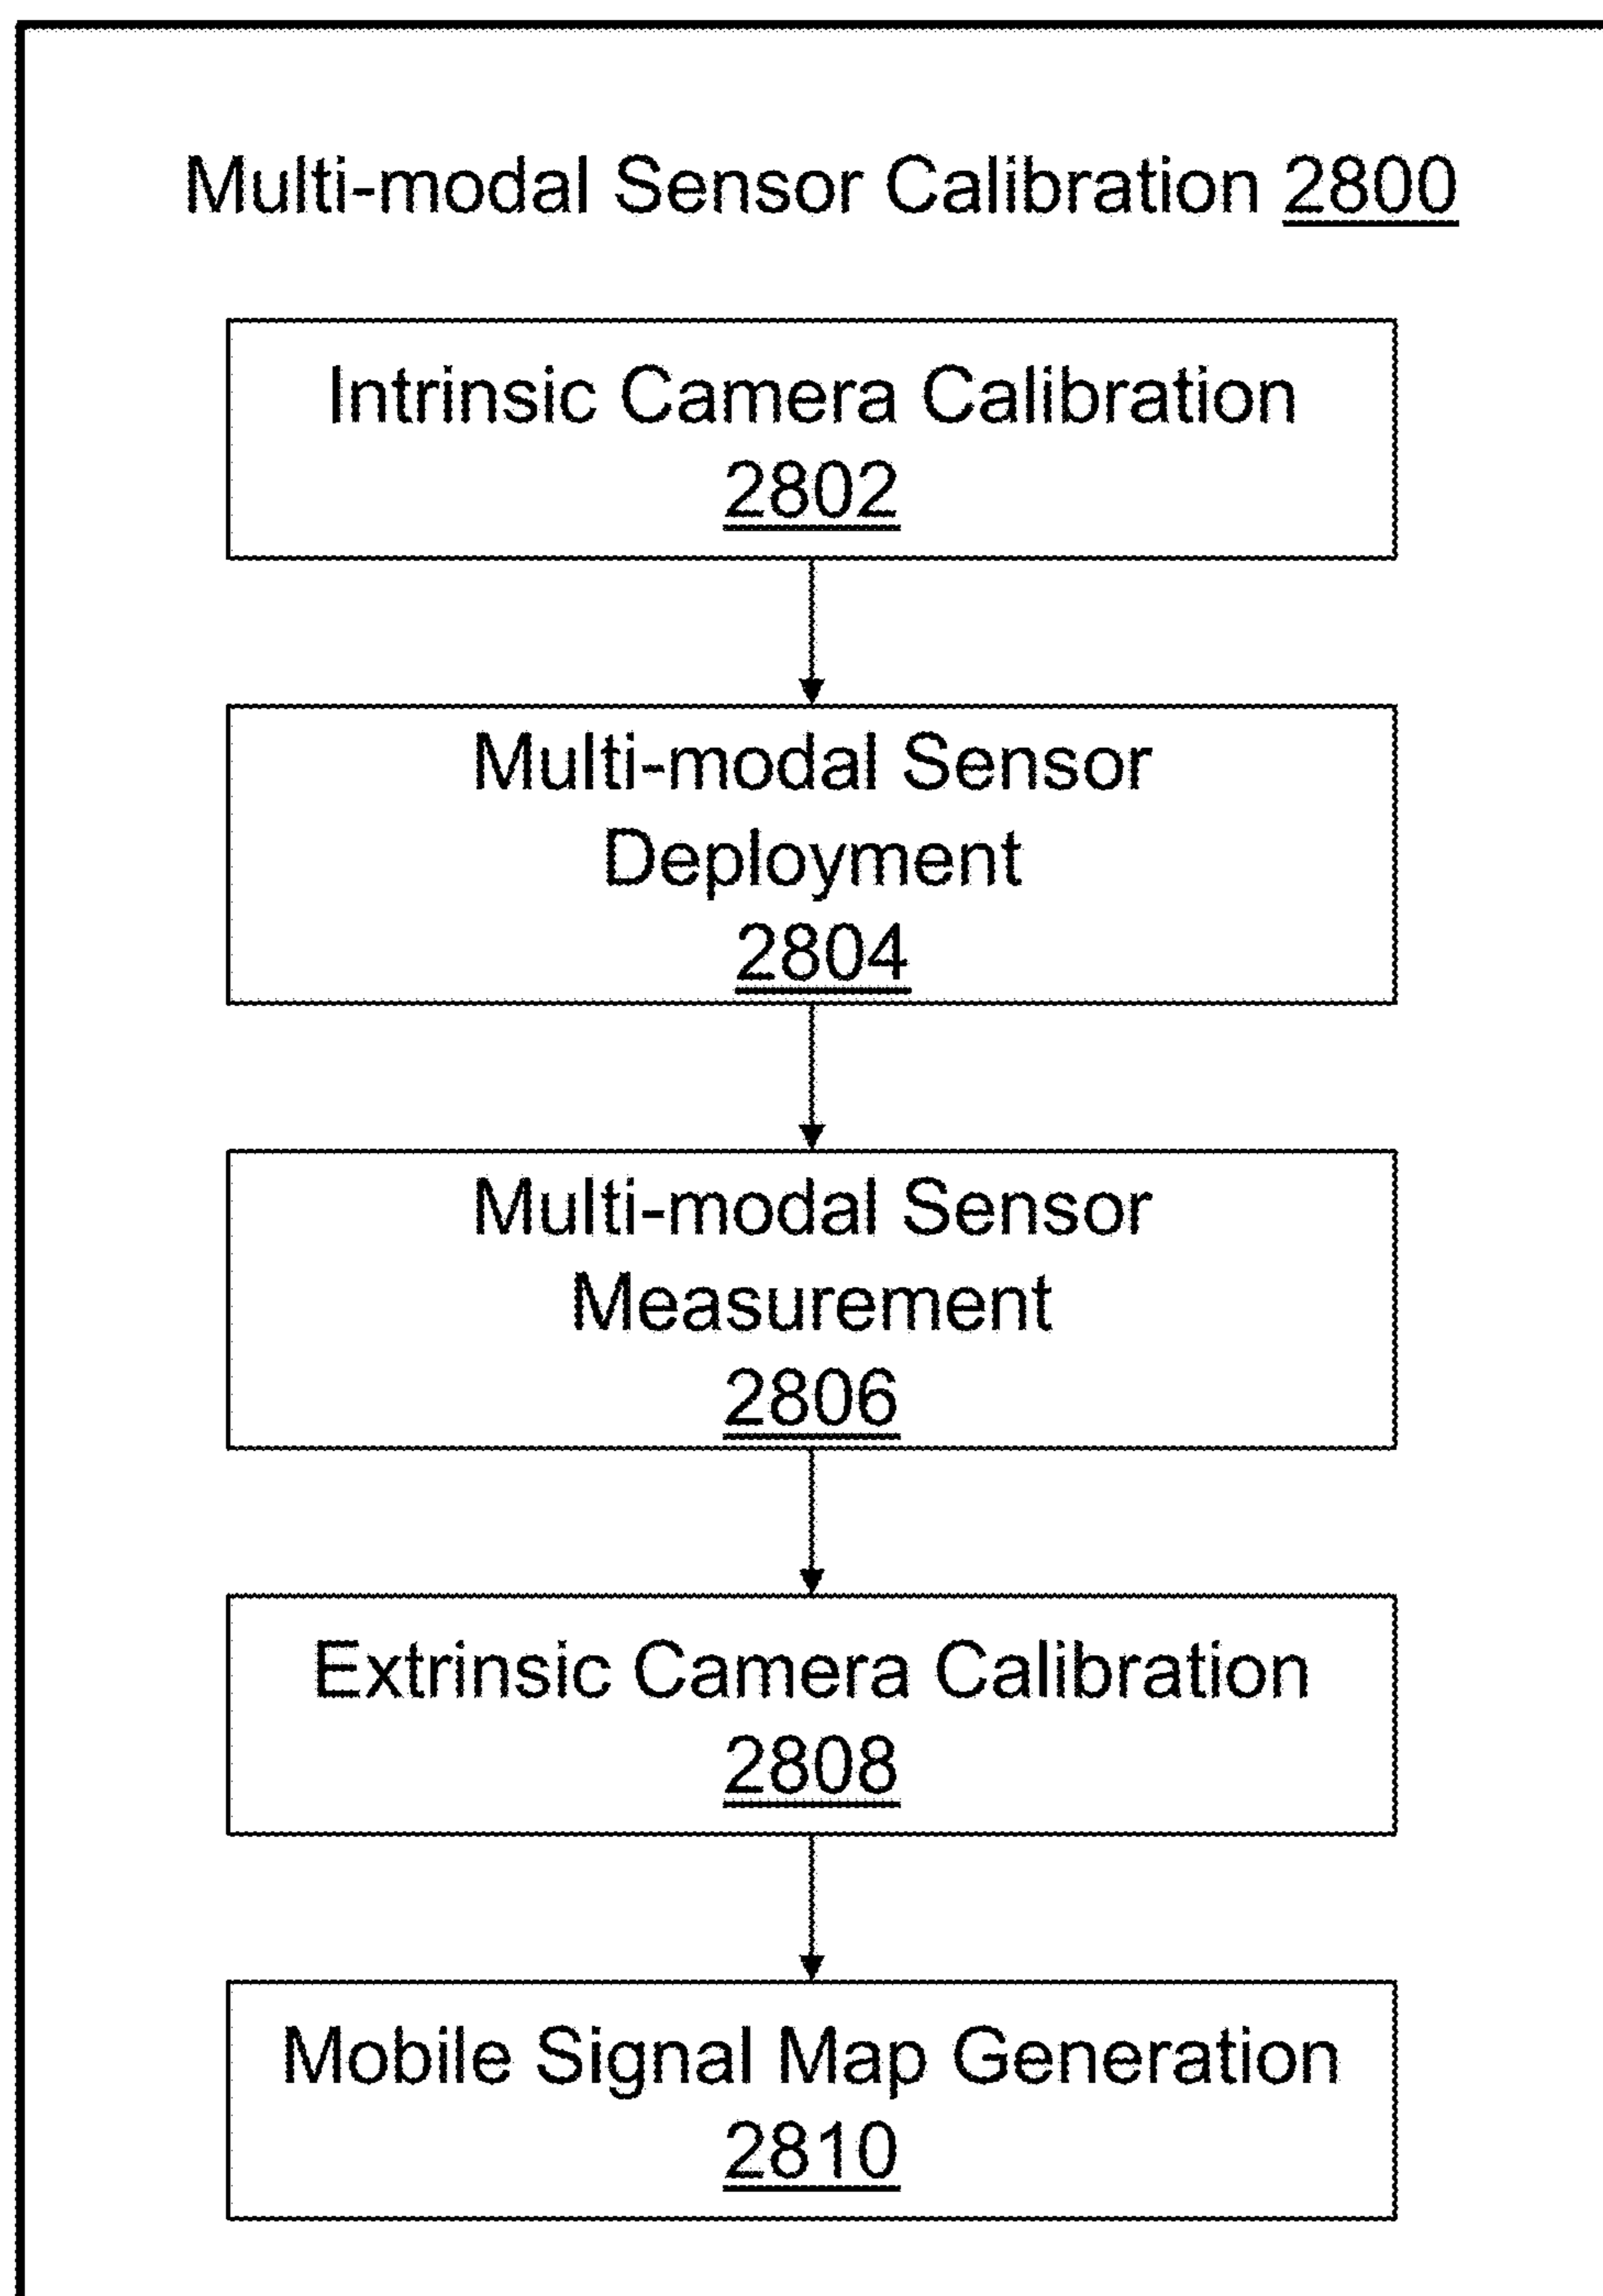 Multi-modal Sensor Calibration 2800
Intrinsic Camera Calibration
2802
Multi-modal Sensor
Deployment
2804
Multi-modal Sensor
Measurement
2806
Extrinsic Camera Calibration
2808
Mobile Signal Map Generation
2810